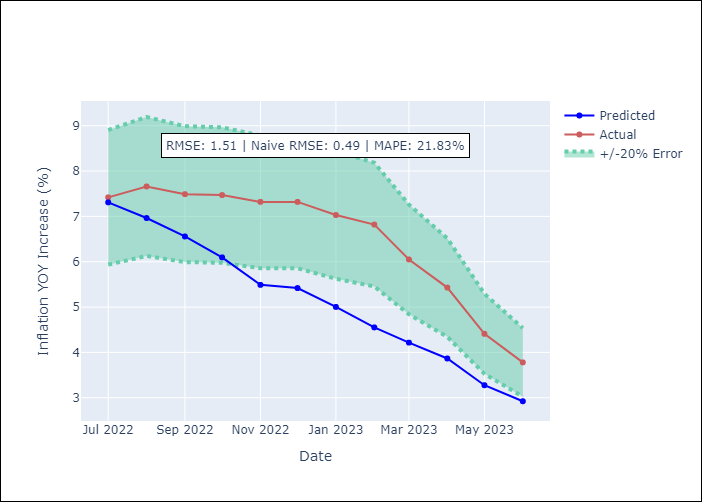 RMSE: 1.51 | Naive RMSE: 0.49 | MAPE: 21.83%
Predicted
Actual
+/-20% Error
Inflation YOY Increase (%)
9
8
7
6
5
4
3
Jul 2022 Sep 2022 Nov 2022 Jan 2023 Mar 2023 May 2023
Date